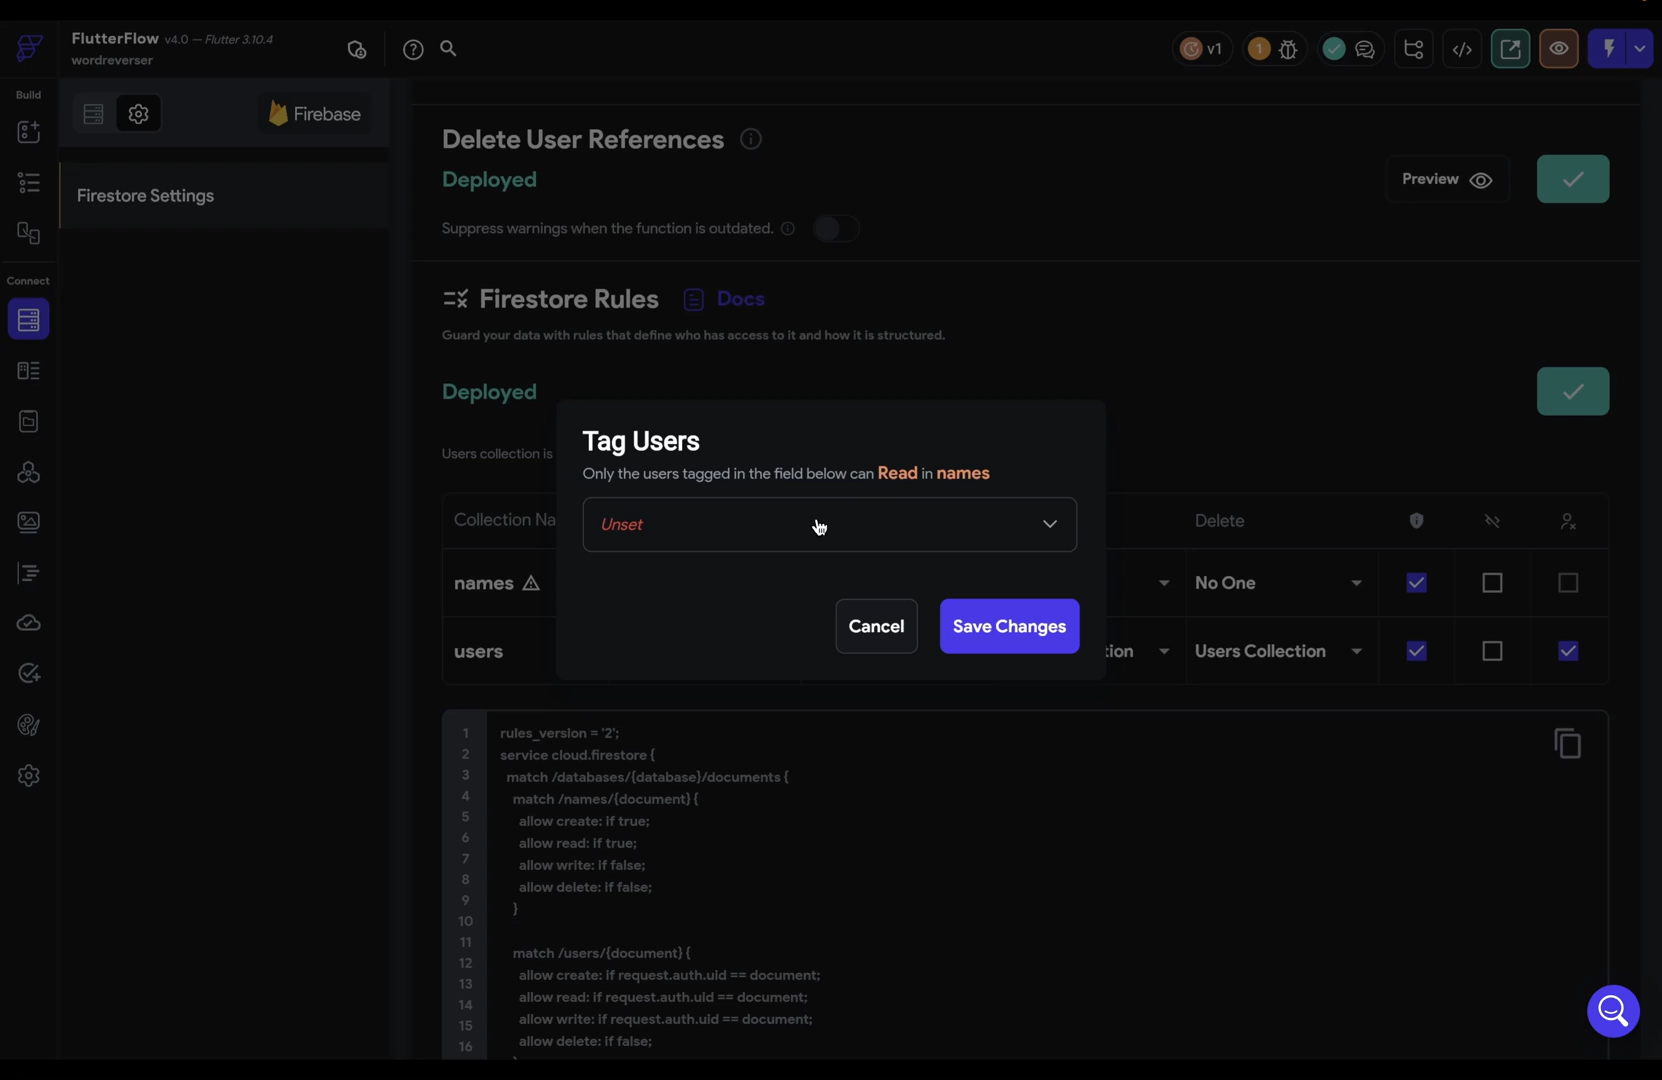 FlutterFlow v4.0 – Flutter 3.10.4
wordreverser
v1
1
Build
Firebase
Firestore Settings
Connect
Delete User References
Deployed
Preview
Suppress warnings when the function is outdated.
Firestore Rules
Docs
Guard your data with rules that define who has access to it and how it is structured.
Deployed
Users collection is
Tag Users
Only the users tagged in the field below can Read in names
Unset
Cancel
Save Changes
Collection Na
Delete
names
No One
users
tion
Users Collection
1 rules_version = '2';
2 service cloud.firestore {
3 match /databases/{database}/documents {
4 match /names/{document} {
5 allow create: if true;
6 allow read: if true;
7 allow write: if false;
8 allow delete: if false;
9 }
10
11 match /users/{document} {
12 allow create: if request.auth.uid == document;
13 allow read: if request.auth.uid == document;
14 allow write: if request.auth.uid == document;
15 allow delete: if false;
16